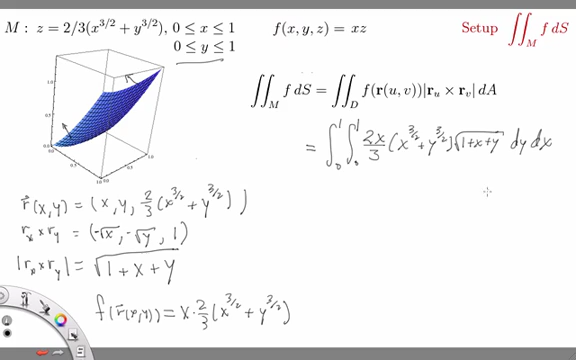 M : z = 2/3(x^{3/2} + y^{3/2}), 0 ≤ x ≤ 1
0 ≤ y ≤ 1
f(x, y, z) = xz
Setup ∬_M f dS
∬_M f dS = ∬_D f(r(u, v))|r_u × r_v| dA
= ∫_0^1 ∫_0^1 2x/3 (x^{3/2} + y^{3/2}) √(1+x+y) dy dx
r⃗(x,y) = (x, y, 2/3(x^{3/2} + y^{3/2}))
r_x × r_y = (-√x, -√y, 1)
|r_x × r_y| = √(1 + x + y)
f(r⃗(x,y)) = x · 2/3 (x^{3/2} + y^{3/2})